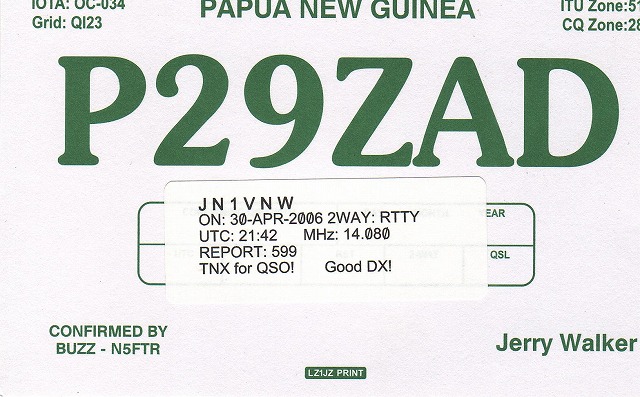 IOTA: OC-034
Grid: QI23
PAPUA NEW GUINEA
ITU Zone:51
CQ Zone:28
P29ZAD
JN1VNW
ON: 30-APR-2006 2WAY: RTTY
UTC: 21:42 MHz: 14.080
REPORT: 599
TNX for QSO! Good DX!
EAR
QSL
CONFIRMED BY
BUZZ - N5FTR
Jerry Walker
LZ1JZ PRINT